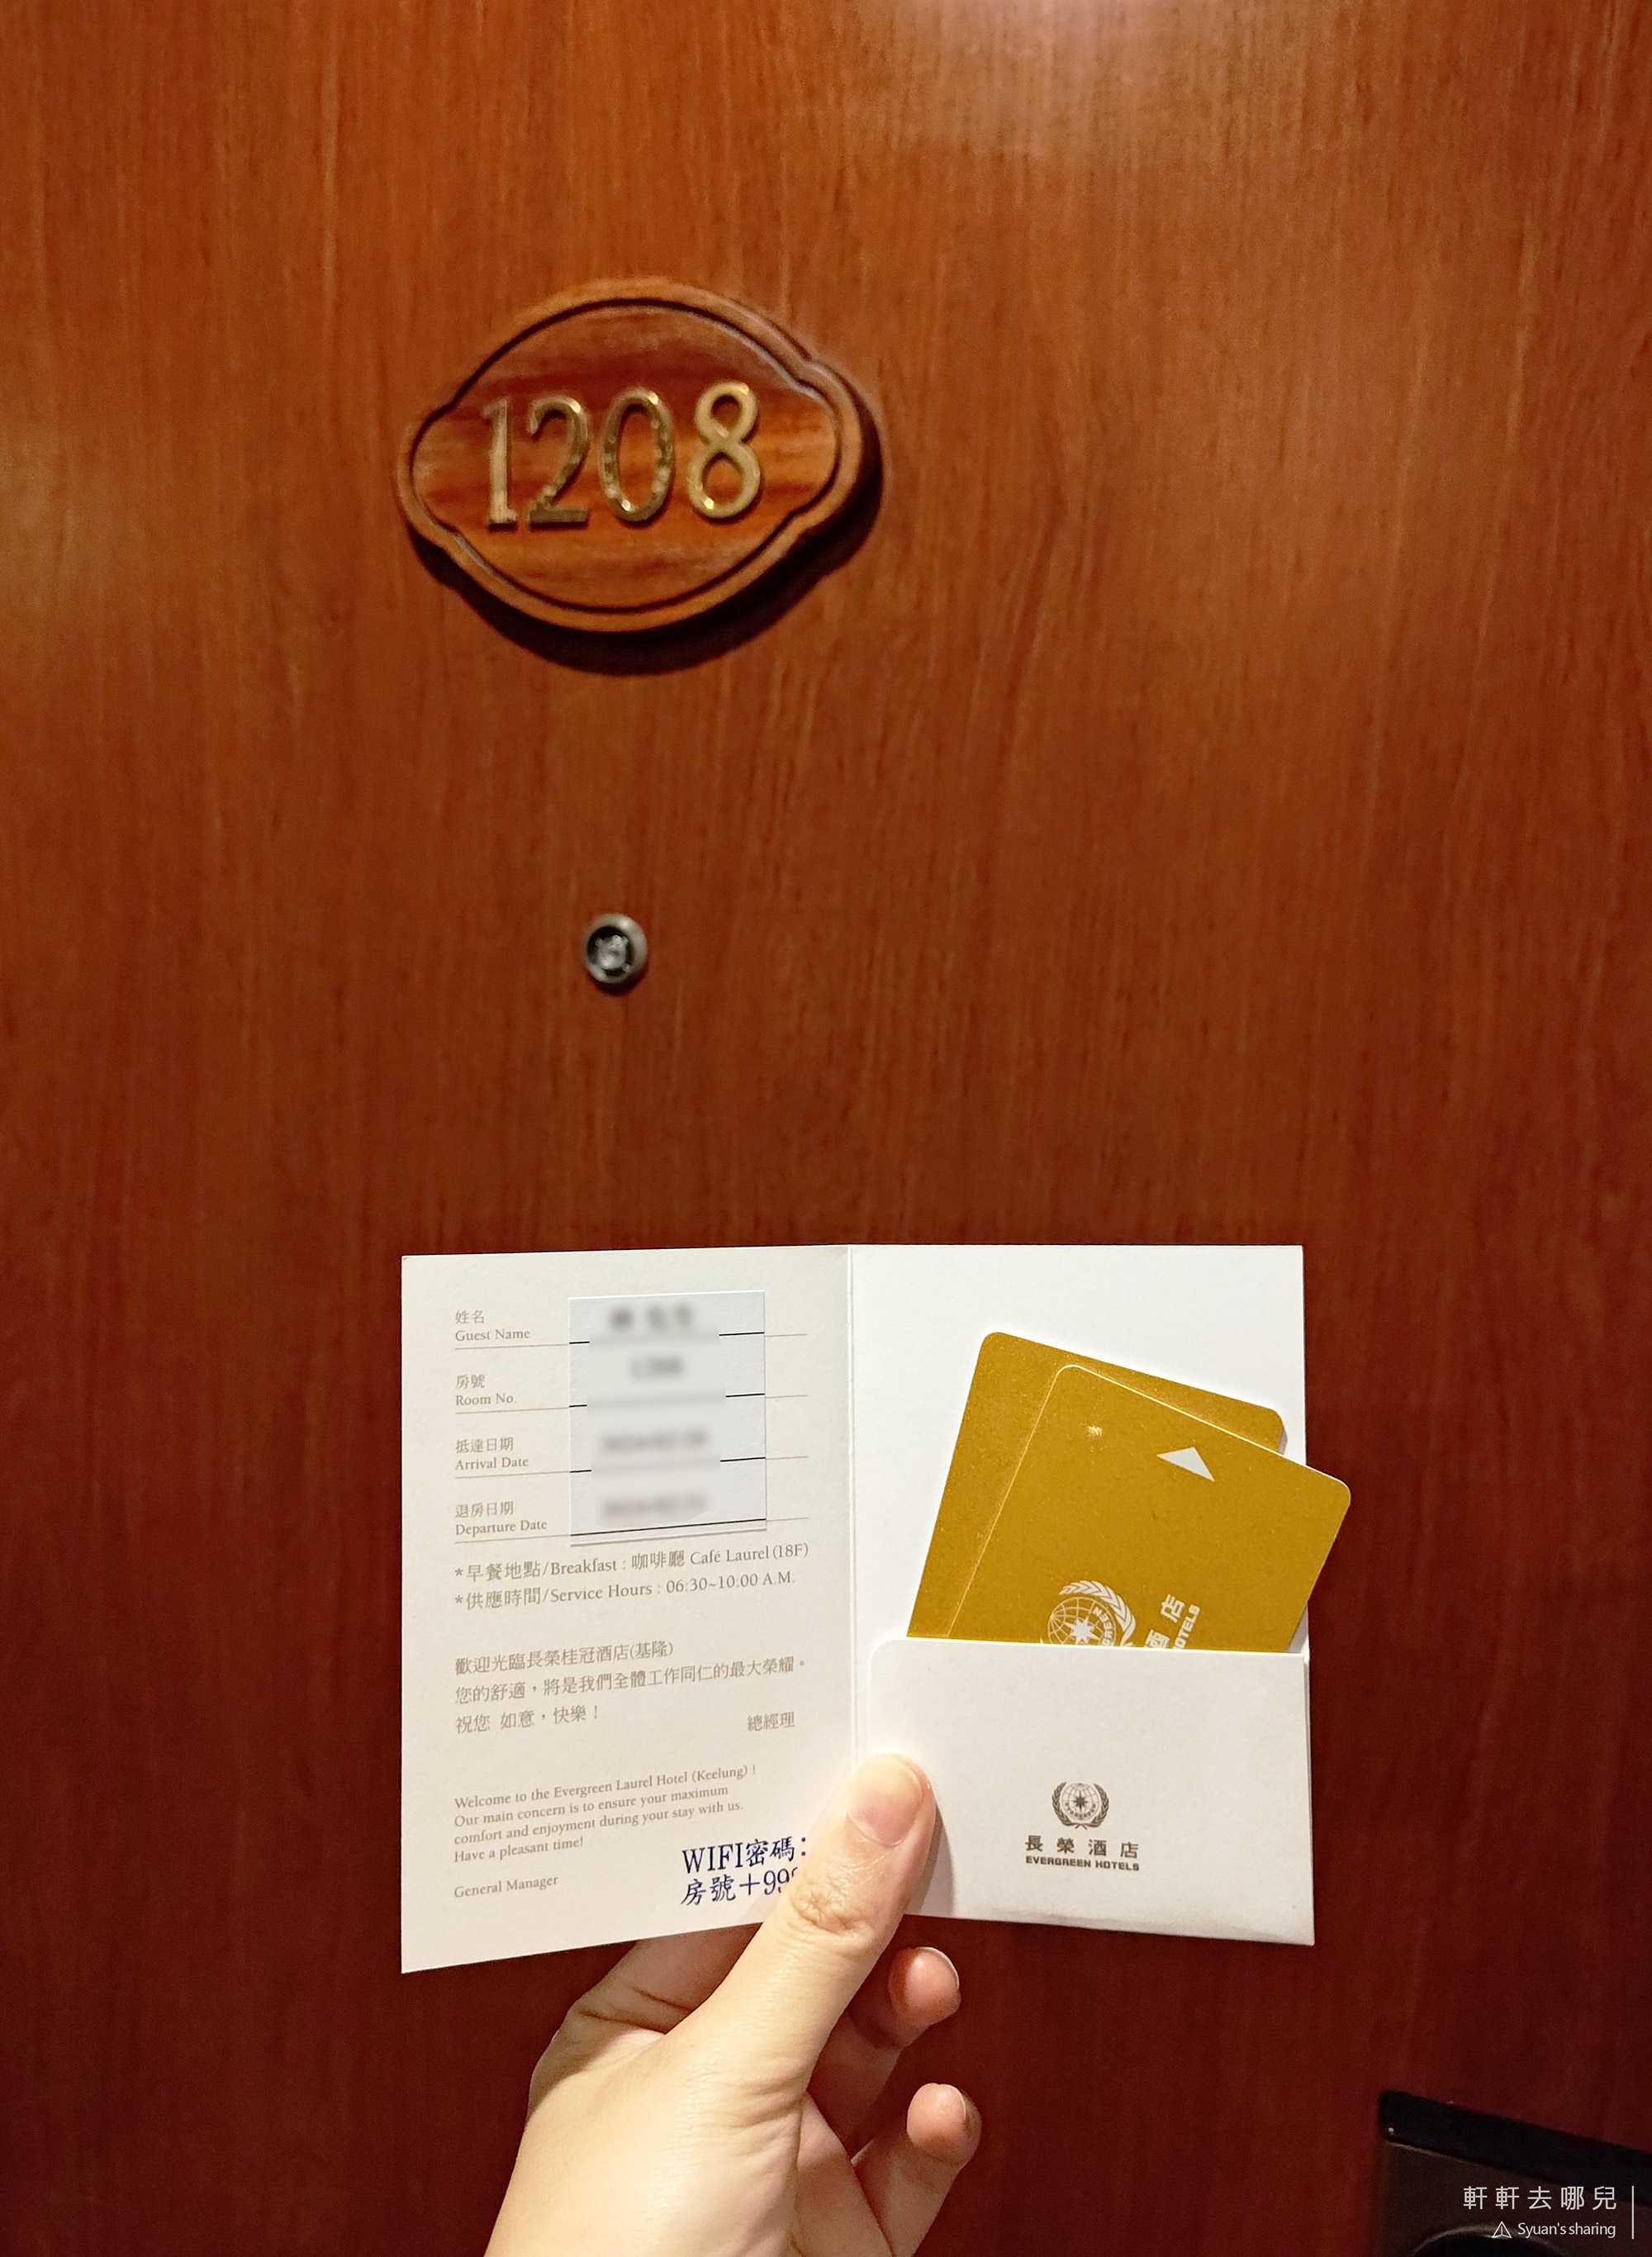 1208
姓名
Guest Name
房號
Room No.
抵達日期
Arrival Date
退房日期
Departure Date
*早餐地點/Breakfast : 咖啡廳 Café Laurel (18F)
*供應時間/Service Hours : 06:30~10:00 A.M.
歡迎光臨長榮桂冠酒店(基隆)
您的舒適，將是我們全體工作同仁的最大榮耀。
祝您 如意，快樂！
總經理
Welcome to the Evergreen Laurel Hotel (Keelung) !
Our main concern is to ensure your maximum
comfort and enjoyment during your stay with us.
Have a pleasant time!
General Manager
WIFI密碼:
房號+99
酒店
HOTELS
長榮酒店
EVERGREEN HOTELS
軒軒去哪兒
Syuan's sharing